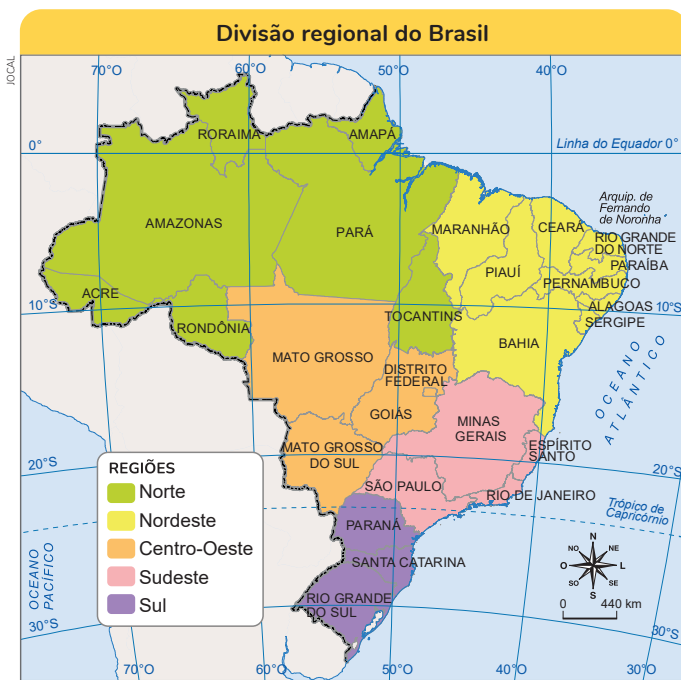 Divisão regional do Brasil
JOCAL
70°O
60°O
50°O
40°O
RORAIMA
AMAPÁ
0°
Linha do Equador 0°
Arquip. de
Fernando
de Noronha
AMAZONAS
PARÁ
MARANHÃO
CEARÁ
RIO GRANDE
DO NORTE
PARAÍBA
PIAUÍ
PERNAMBUCO
ACRE
10°S
ALAGOAS
10°S
RONDÔNIA
TOCANTINS
SERGIPE
MATO GROSSO
BAHIA
DISTRITO
FEDERAL
OCEANO
ATLÂNTICO
GOIÁS
MINAS
GERAIS
MATO GROSSO
DO SUL
ESPÍRITO
SANTO
20°S
20°S
SÃO PAULO
RIO DE JANEIRO
Trópico de
Capricórnio
REGIÕES
Norte
Nordeste
Centro-Oeste
Sudeste
Sul
PARANÁ
SANTA CATARINA
RIO GRANDE
DO SUL
OCEANO
PACÍFICO
N
NO
NE
O
L
SO
SE
S
0
440 km
30°S
30°S
70°O
60°O
50°O
40°O
30°O